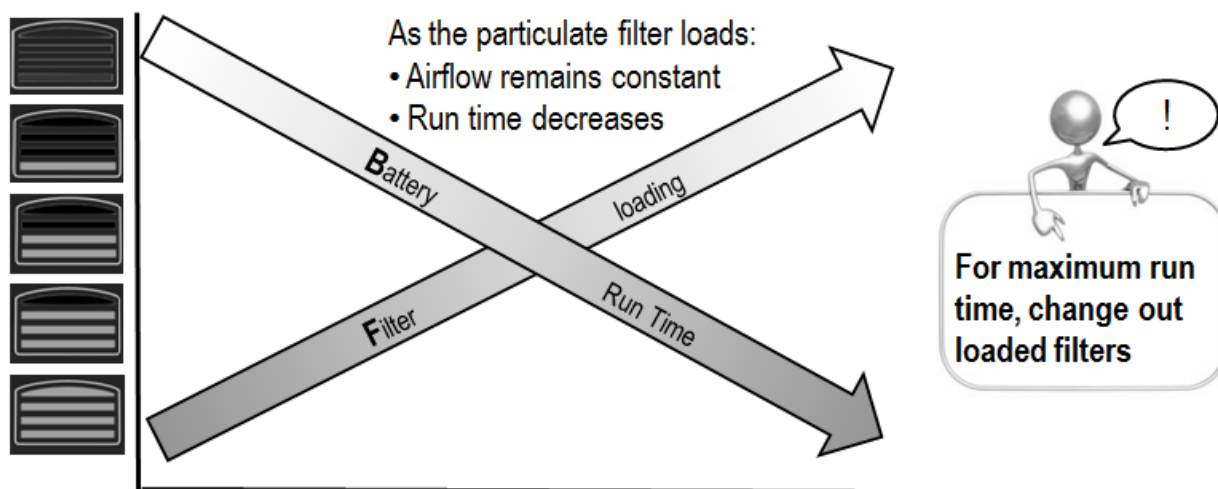 As the particulate filter loads:
• Airflow remains constant
• Run time decreases
!
Battery
loading
Filter
Run Time
For maximum run
time, change out
loaded filters